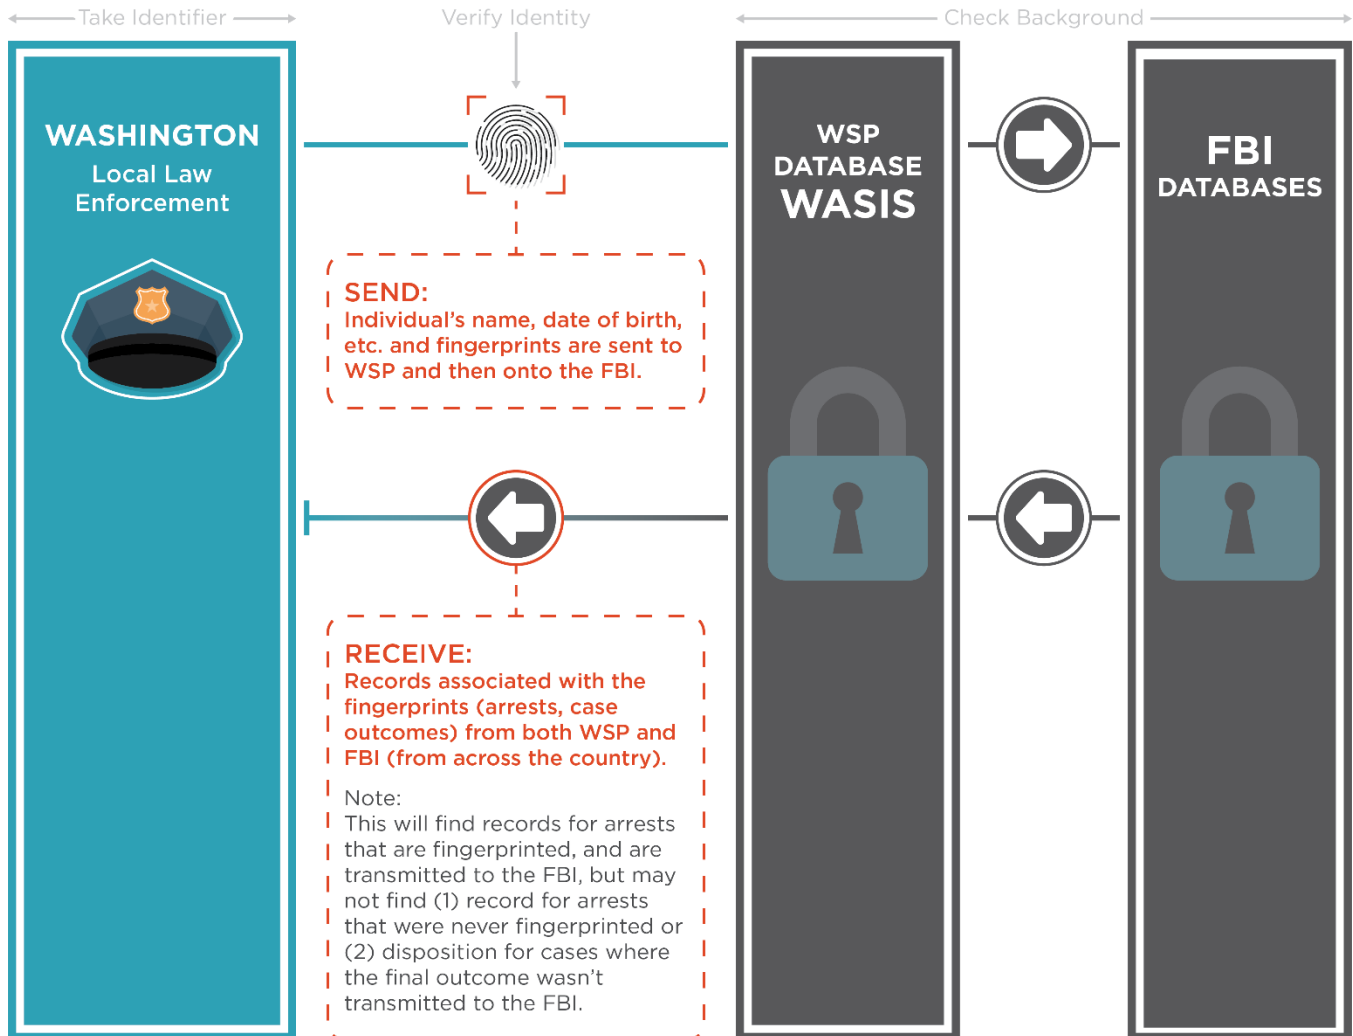 Take Identifier
Verify Identity
Check Background
WASHINGTON
Local Law
Enforcement
WSP
DATABASE
WASIS
FBI
DATABASES
SEND:
Individual's name, date of birth,
etc. and fingerprints are sent to
WSP and then onto the FBI.
RECEIVE:
Records associated with the
fingerprints (arrests, case
outcomes) from both WSP and
FBI (from across the country).
Note:
This will find records for arrests
that are fingerprinted, and are
transmitted to the FBI, but may
not find (1) record for arrests
that were never fingerprinted or
(2) disposition for cases where
the final outcome wasn't
transmitted to the FBI.